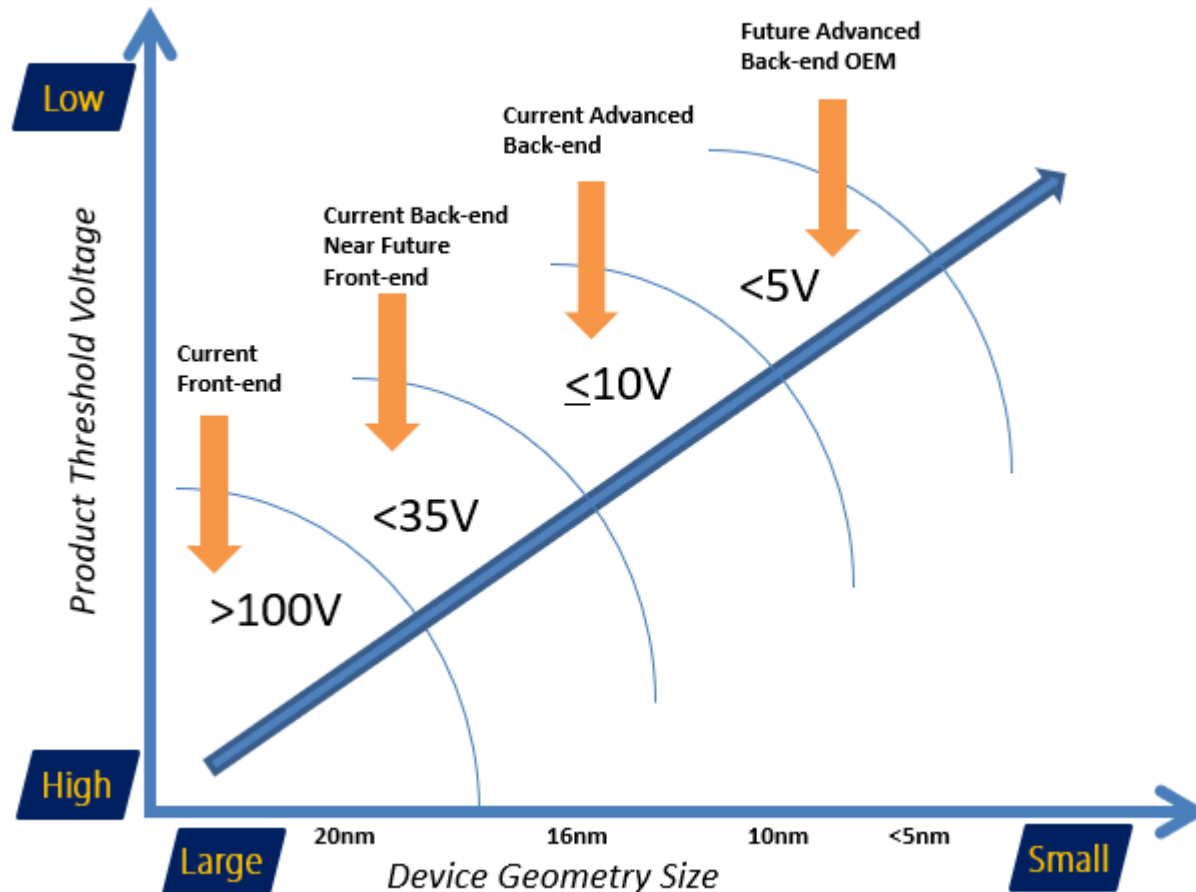 Future Advanced
Back-end OEM
Low
Current Advanced
Back-end
Current Back-end
Near Future
Front-end
Product Threshold Voltage
<5V
Current
Front-end
≤10V
<35V
>100V
High
20nm
16nm
10nm
<5nm
Large
Device Geometry Size
Small